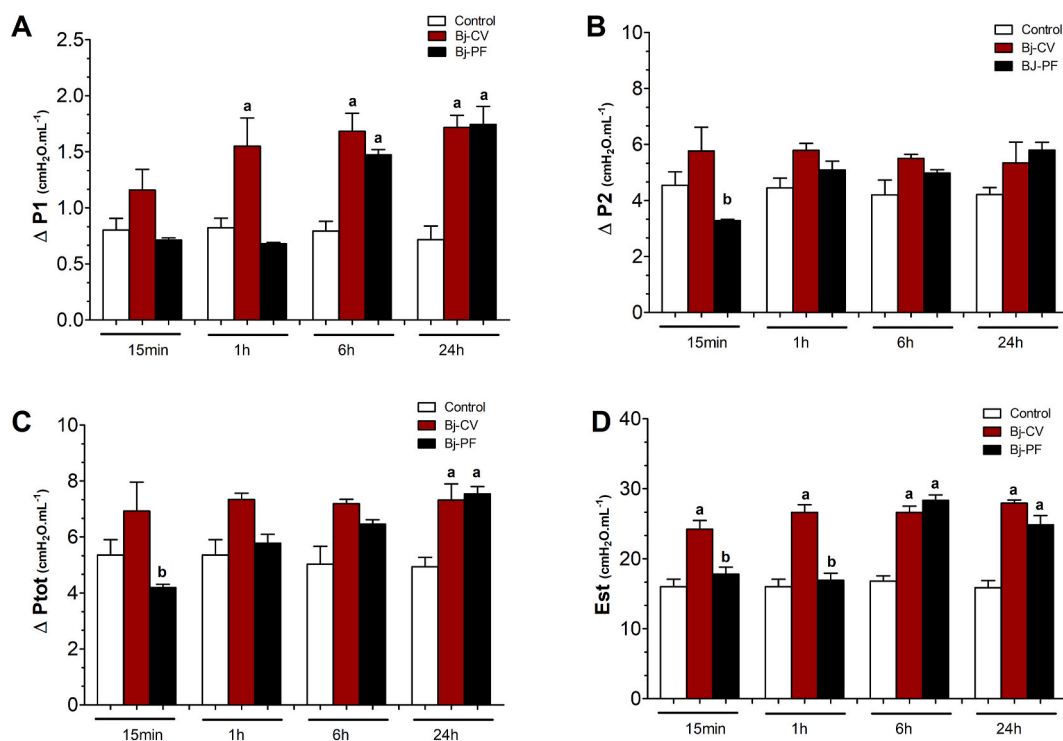 A
Control
Bj-CV
Bj-PF
Δ P1 (cmH₂O.mL⁻¹)
2.5
2.0
1.5
1.0
0.5
0.0
a
a
a
a
a
15min
1h
6h
24h
B
Control
Bj-CV
BJ-PF
Δ P2 (cmH₂O.mL⁻¹)
10
8
6
4
2
0
b
15min
1h
6h
24h
C
Control
Bj-CV
Bj-PF
Δ Ptot (cmH₂O.mL⁻¹)
10
8
6
4
2
0
b
a
a
15min
1h
6h
24h
D
Control
Bj-CV
Bj-PF
Est (cmH₂O.mL⁻¹)
40
30
20
10
0
a
b
a
b
a
a
a
a
15min
1h
6h
24h